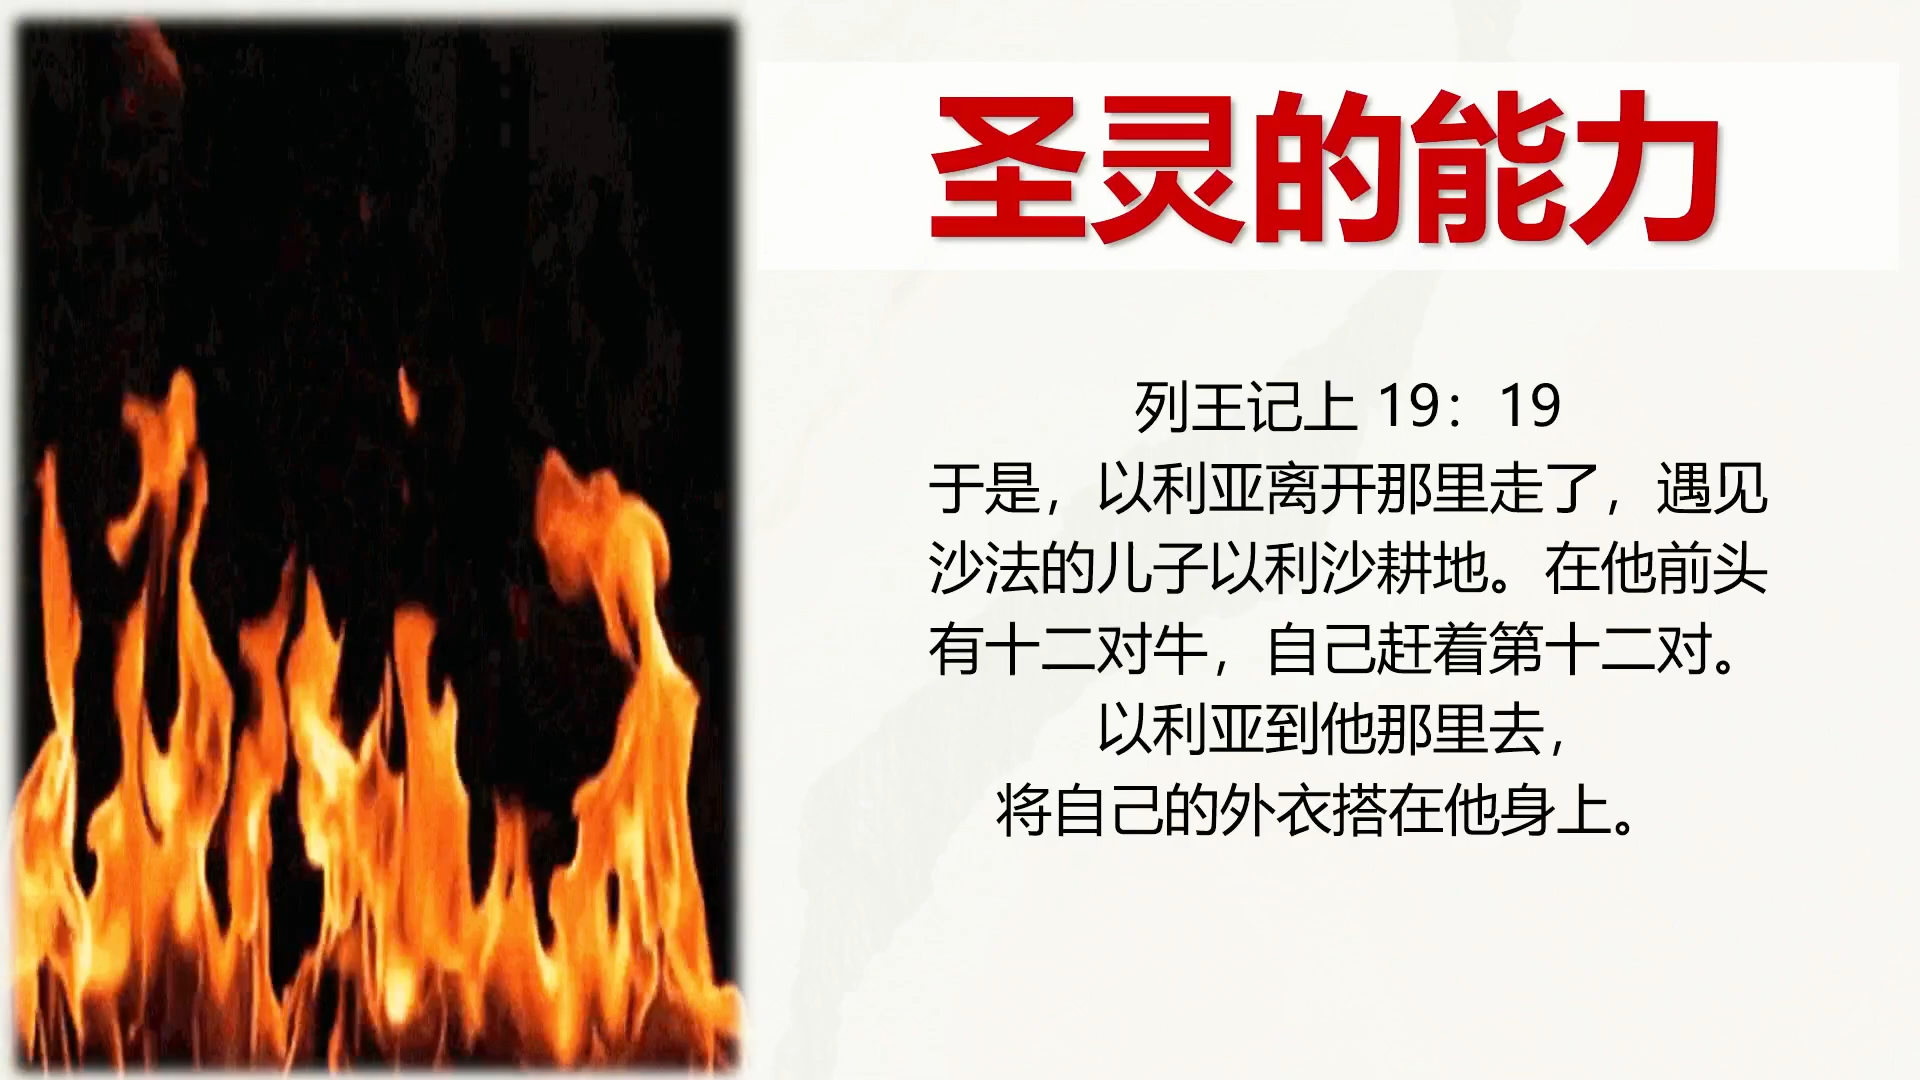 圣灵的能力
列王记上 19：19
于是，以利亚离开那里走了，遇见
沙法的儿子以利沙耕地。在他前头
有十二对牛，自己赶着第十二对。
以利亚到他那里去，
将自己的外衣搭在他身上。